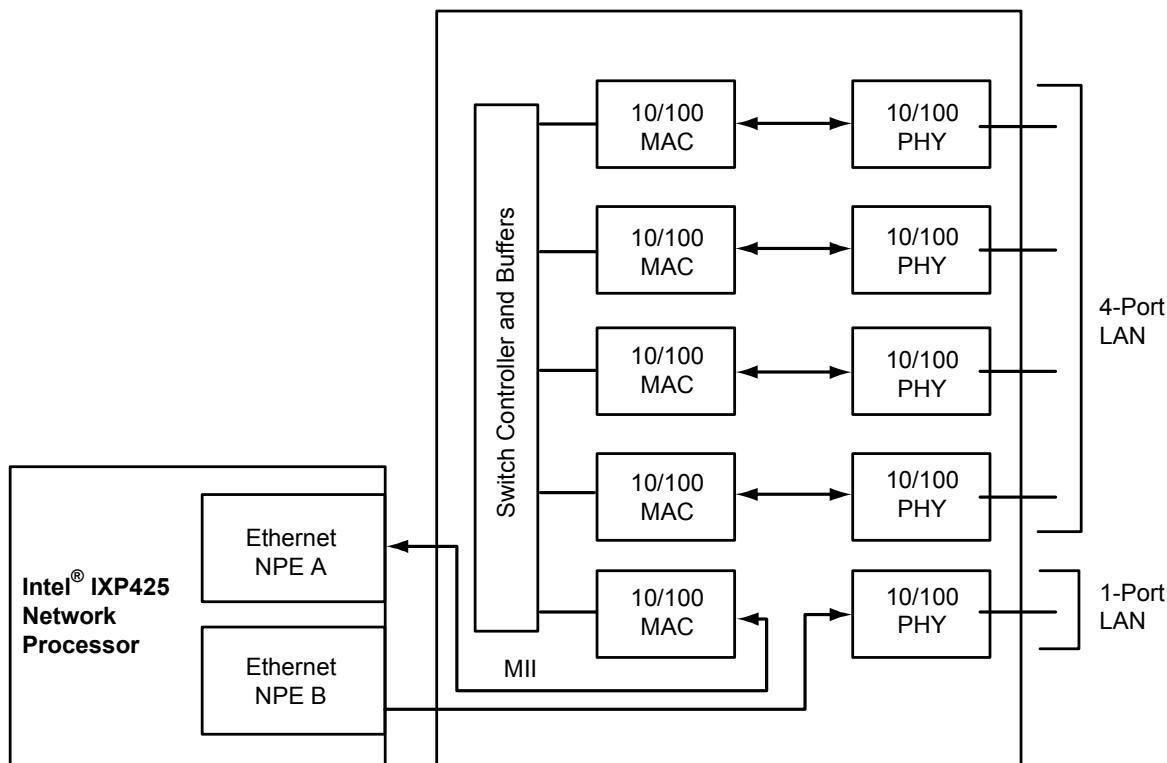 10/100
MAC
10/100
PHY
10/100
MAC
10/100
PHY
Switch Controller and Buffers
4-Port
LAN
10/100
MAC
10/100
PHY
10/100
MAC
10/100
PHY
Ethernet
NPE A
Intel® IXP425
Network
Processor
10/100
MAC
10/100
PHY
1-Port
LAN
Ethernet
NPE B
MII